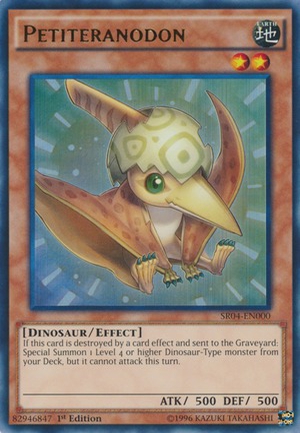 PETITERANODON
EARTH
地
SR04-EN000
[DINOSAUR/EFFECT]
If this card is destroyed by a card effect and sent to the Graveyard:
Special Summon 1 Level 4 or higher Dinosaur-Type monster from
your Deck, but it cannot attack this turn.
ATK/ 500 DEF/ 500
82946847 1st Edition ©1996 KAZUKI TAKAHASHI